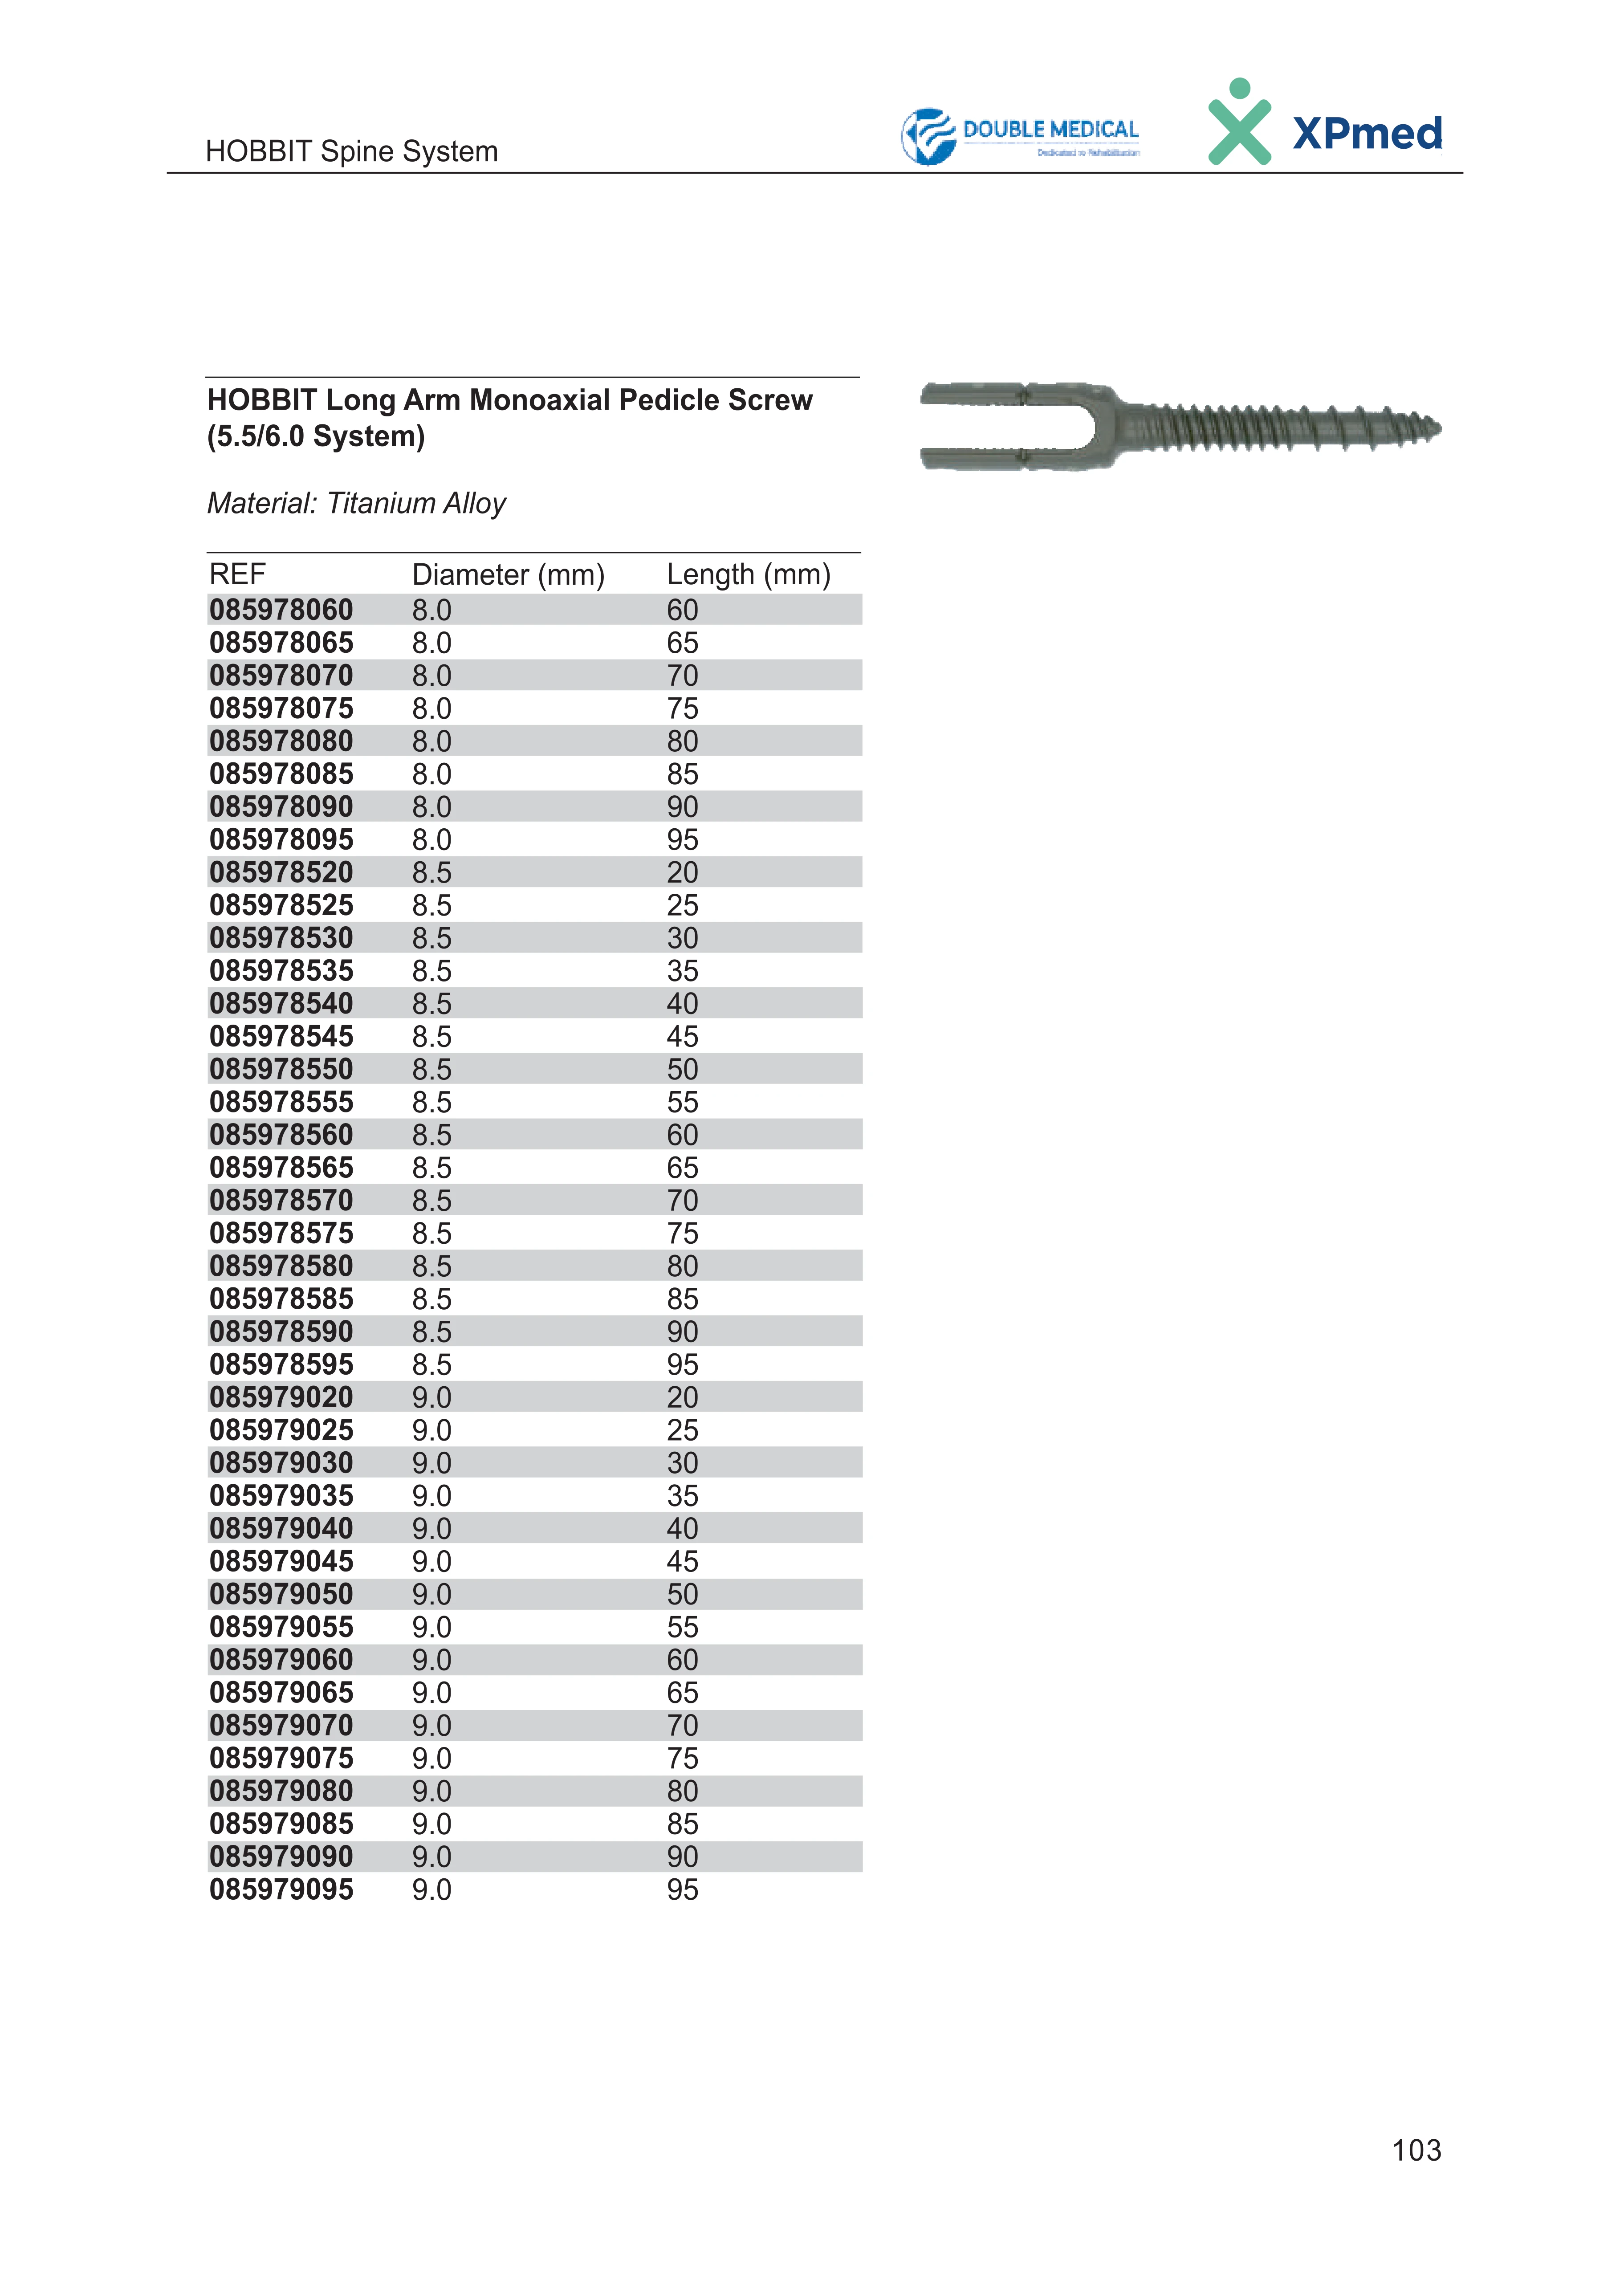 HOBBIT Spine System
DOUBLE MEDICAL
Dedicated to Rehabilitation
XPmed
HOBBIT Long Arm Monoaxial Pedicle Screw
(5.5/6.0 System)
Material: Titanium Alloy
REF Diameter (mm) Length (mm)
085978060 8.0 60
085978065 8.0 65
085978070 8.0 70
085978075 8.0 75
085978080 8.0 80
085978085 8.0 85
085978090 8.0 90
085978095 8.0 95
085978520 8.5 20
085978525 8.5 25
085978530 8.5 30
085978535 8.5 35
085978540 8.5 40
085978545 8.5 45
085978550 8.5 50
085978555 8.5 55
085978560 8.5 60
085978565 8.5 65
085978570 8.5 70
085978575 8.5 75
085978580 8.5 80
085978585 8.5 85
085978590 8.5 90
085978595 8.5 95
085979020 9.0 20
085979025 9.0 25
085979030 9.0 30
085979035 9.0 35
085979040 9.0 40
085979045 9.0 45
085979050 9.0 50
085979055 9.0 55
085979060 9.0 60
085979065 9.0 65
085979070 9.0 70
085979075 9.0 75
085979080 9.0 80
085979085 9.0 85
085979090 9.0 90
085979095 9.0 95
103